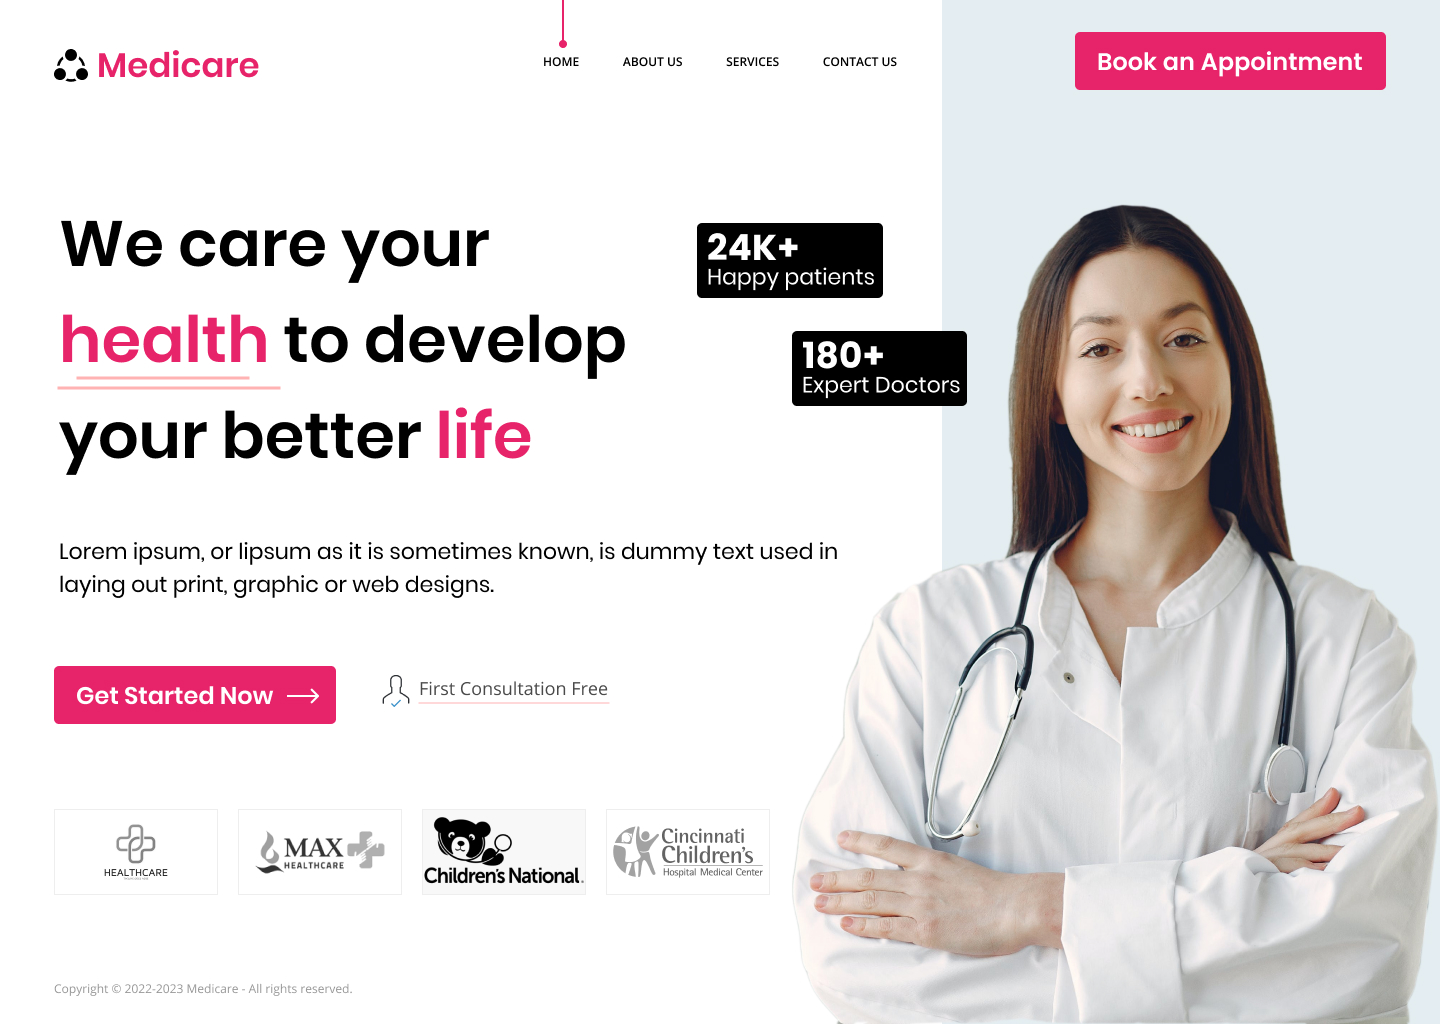 Medicare
HOME
ABOUT US
SERVICES
CONTACT US
Book an Appointment
We care your
health to develop
your better life
24K+
Happy patients
180+
Expert Doctors
Lorem ipsum, or lipsum as it is sometimes known, is dummy text used in
laying out print, graphic or web designs.
Get Started Now
First Consultation Free
HEALTHCARE
MAX
HEALTHCARE
Children's National.
Cincinnati
Children's
Hospital Medical Center
Copyright © 2022-2023 Medicare - All rights reserved.